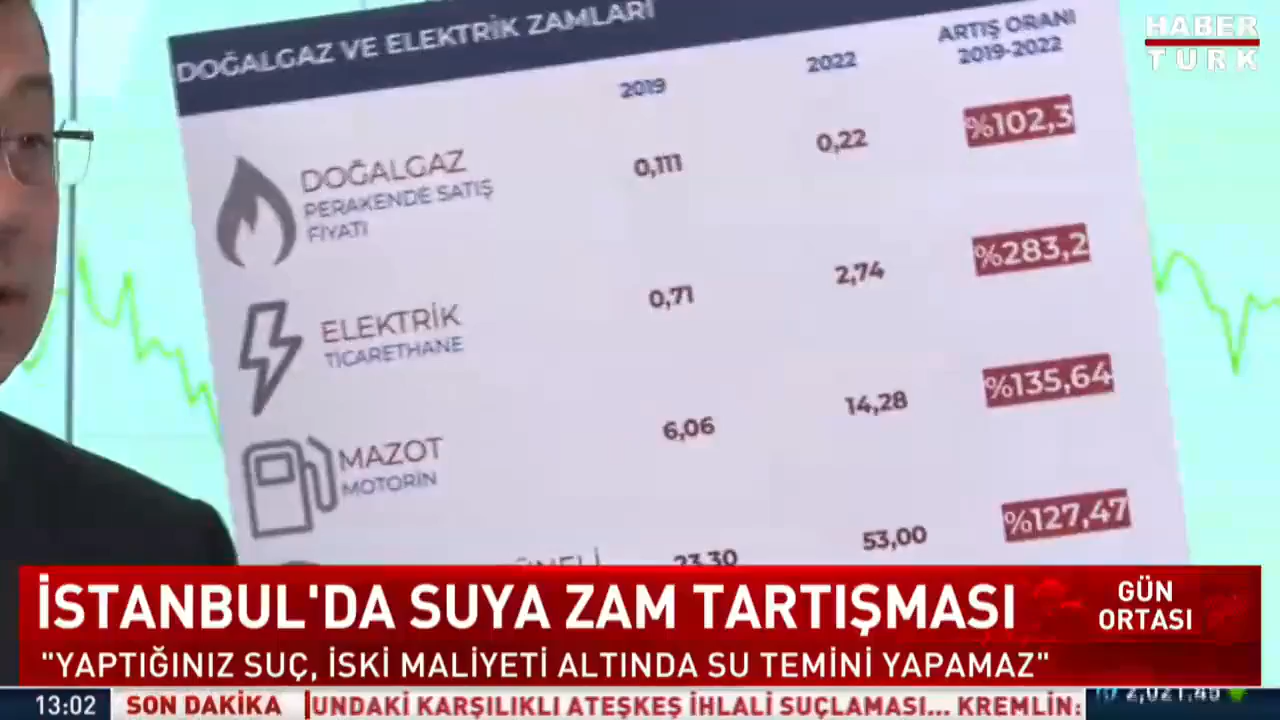 DOĞALGAZ VE ELEKTRİK ZAMLARI
2019
2022
ARTIŞ ORANI
2019-2022
DOĞALGAZ
PERAKENDE SATIŞ
FİYATI
0,111
0,22
%102,3
ELEKTRİK
TİCARETHANE
0,71
2,74
%283,2
MAZOT
MOTORİN
6,06
14,28
%135,64
23,30
53,00
%127,47
HABER
TURK
İSTANBUL'DA SUYA ZAM TARTIŞMASI
GÜN
ORTASI
"YAPTIĞINIZ SUÇ, İSKİ MALİYETİ ALTINDA SU TEMİNİ YAPAMAZ"
13:02 SON DAKİKA UNDAKİ KARŞILIKLI ATEŞKES İHLALİ SUÇLAMASI... KREMLİN: